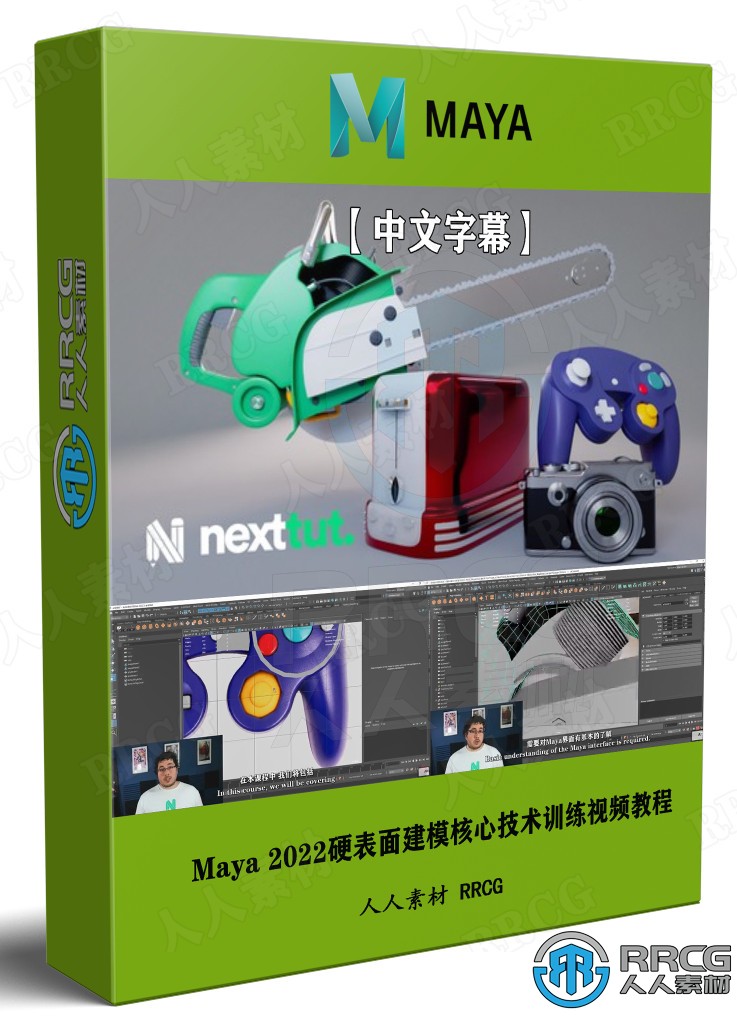 MAYA
【中文字幕】
nexttut.
在本课程中 我们将包括
In this course, we will be covering
需要对Maya界面有基本的了解
Basic understanding of the Maya interface is required.
Maya 2022硬表面建模核心技术训练视频教程
人人素材 RRCG
RRCG
人人素材
RRCG
人人素材